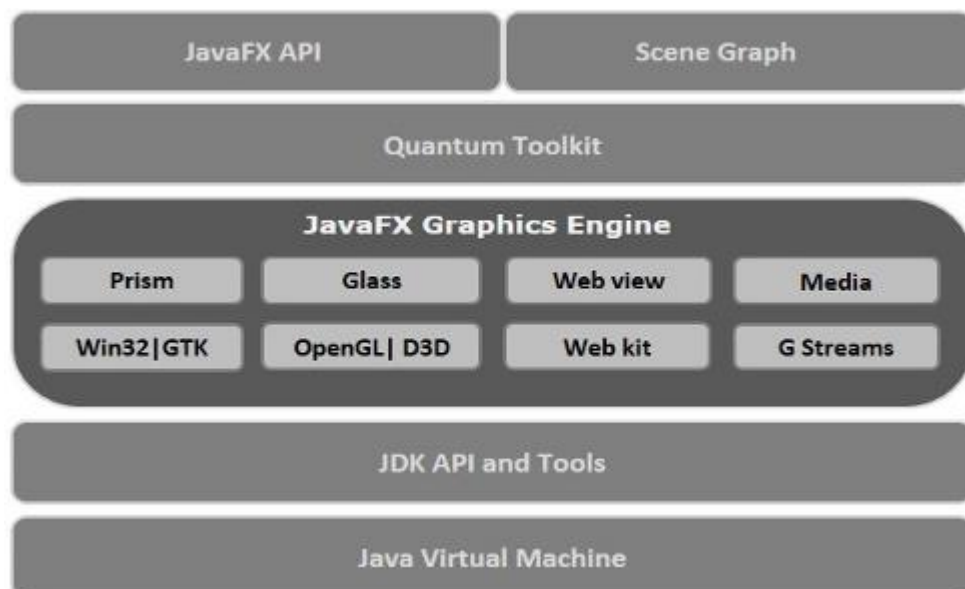 JavaFX API
Scene Graph
Quantum Toolkit
JavaFX Graphics Engine
Prism
Glass
Web view
Media
Win32|GTK
OpenGL| D3D
Web kit
G Streams
JDK API and Tools
Java Virtual Machine